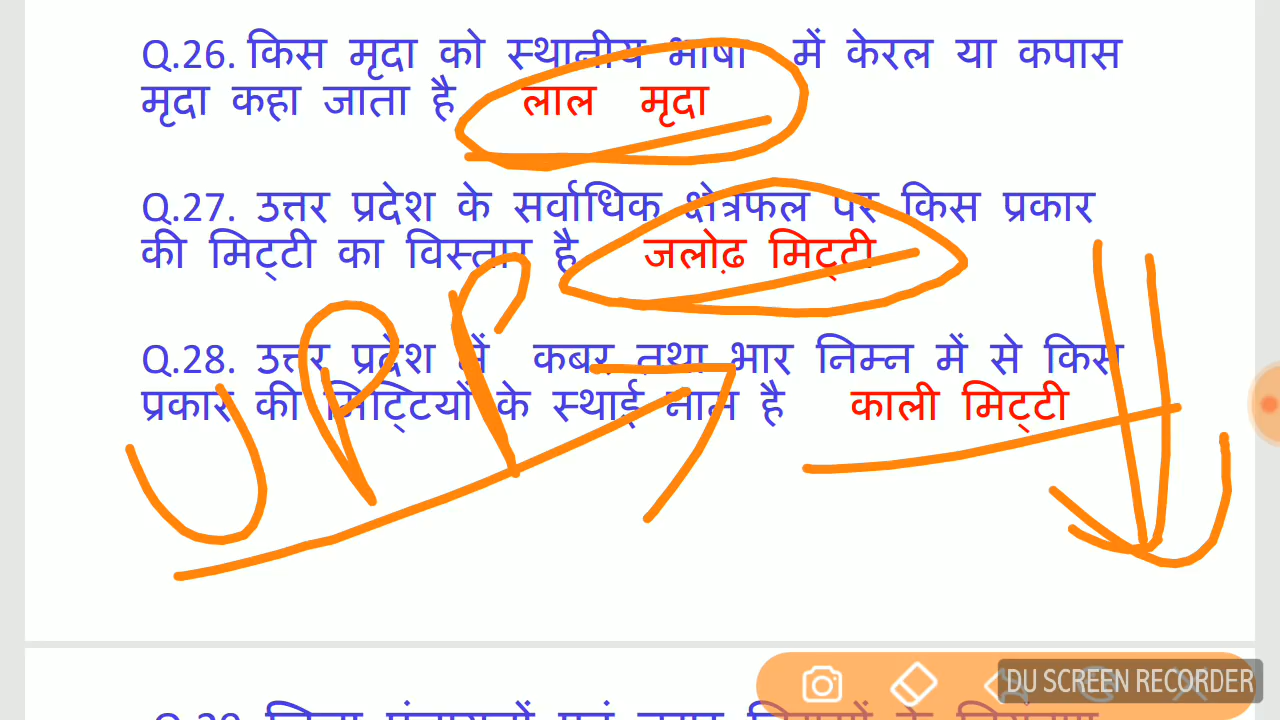 Q.26. किस मृदा को स्थानीय भाषा में केरल या कपास
मृदा कहा जाता है लाल मृदा
Q.27. उत्तर प्रदेश के सर्वाधिक क्षेत्रफल पर किस प्रकार
की मिट्टी का विस्तार है जलोढ़ मिट्टी
Q.28. उत्तर प्रदेश में कबर तथा भार निम्न में से किस
प्रकार की मिट्टियों के स्थाई नाम है काली मिट्टी
UPP
DU SCREEN RECORDER